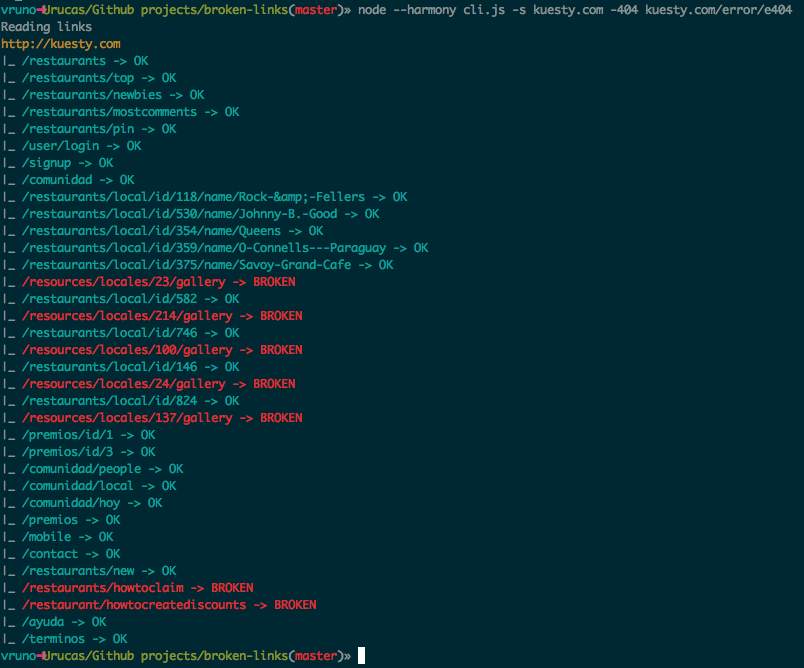 vruno→Urucas/Github projects/broken-links(master)» node --harmony cli.js -s kuesty.com -404 kuesty.com/error/e404
Reading links
http://kuesty.com
|_ /restaurants -> OK
|_ /restaurants/top -> OK
|_ /restaurants/newbies -> OK
|_ /restaurants/mostcomments -> OK
|_ /restaurants/pin -> OK
|_ /user/login -> OK
|_ /signup -> OK
|_ /comunidad -> OK
|_ /restaurants/local/id/118/name/Rock-&amp;-Fellers -> OK
|_ /restaurants/local/id/530/name/Johnny-B.-Good -> OK
|_ /restaurants/local/id/354/name/Queens -> OK
|_ /restaurants/local/id/359/name/O-Connells---Paraguay -> OK
|_ /restaurants/local/id/375/name/Savoy-Grand-Cafe -> OK
|_ /resources/locales/23/gallery -> BROKEN
|_ /restaurants/local/id/582 -> OK
|_ /resources/locales/214/gallery -> BROKEN
|_ /restaurants/local/id/746 -> OK
|_ /resources/locales/100/gallery -> BROKEN
|_ /restaurants/local/id/146 -> OK
|_ /resources/locales/24/gallery -> BROKEN
|_ /restaurants/local/id/824 -> OK
|_ /resources/locales/137/gallery -> BROKEN
|_ /premios/id/1 -> OK
|_ /premios/id/3 -> OK
|_ /comunidad/people -> OK
|_ /comunidad/local -> OK
|_ /comunidad/hoy -> OK
|_ /premios -> OK
|_ /mobile -> OK
|_ /contact -> OK
|_ /restaurants/new -> OK
|_ /restaurants/howtoclaim -> BROKEN
|_ /restaurant/howtocreatediscounts -> BROKEN
|_ /ayuda -> OK
|_ /terminos -> OK
vruno→Urucas/Github projects/broken-links(master)»